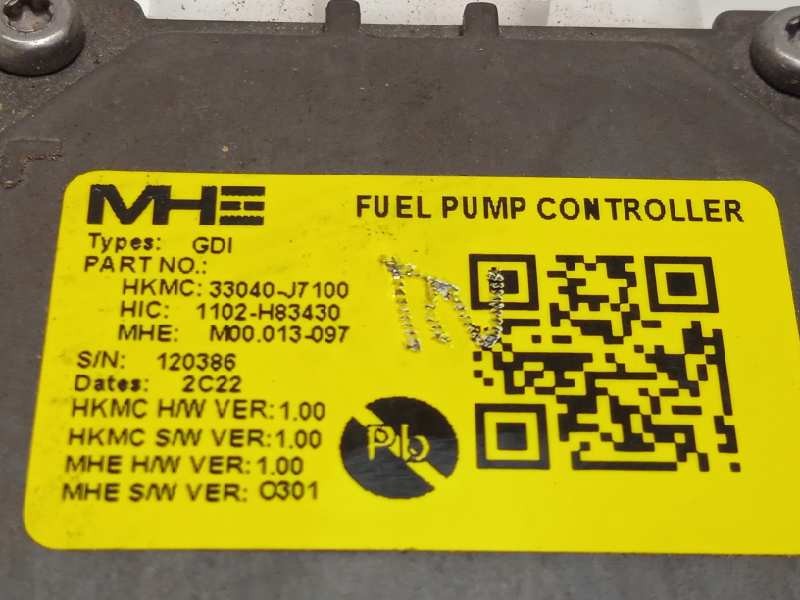 MHE FUEL PUMP CONTROLLER
Types: GDI
PART NO.:
HKMC: 33040-J7100
HIC: 1102-H83430
MHE: M00.013-097
S/N: 120386
Dates: 2C22
HKMC H/W VER:1.00
HKMC S/W VER:1.00
MHE H/W VER:1.00
MHE S/W VER: 0301
IN
Pb